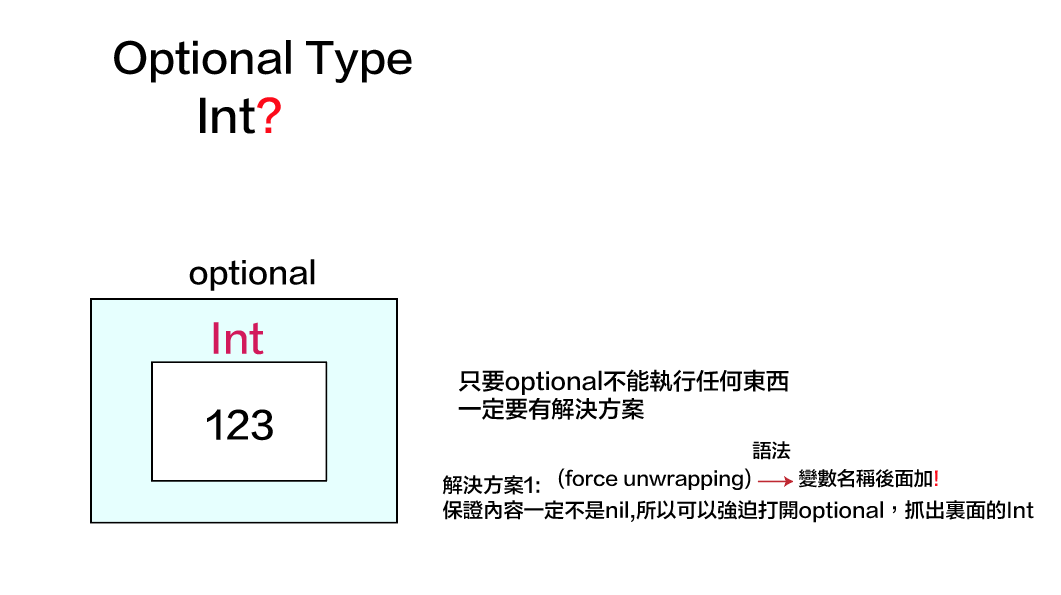 Optional Type
Int?
optional
Int
123
只要optional不能執行任何東西
一定要有解決方案
語法
解決方案1: (force unwrapping) → 變數名稱後面加!
保證內容一定不是nil,所以可以強迫打開optional，抓出裏面的Int